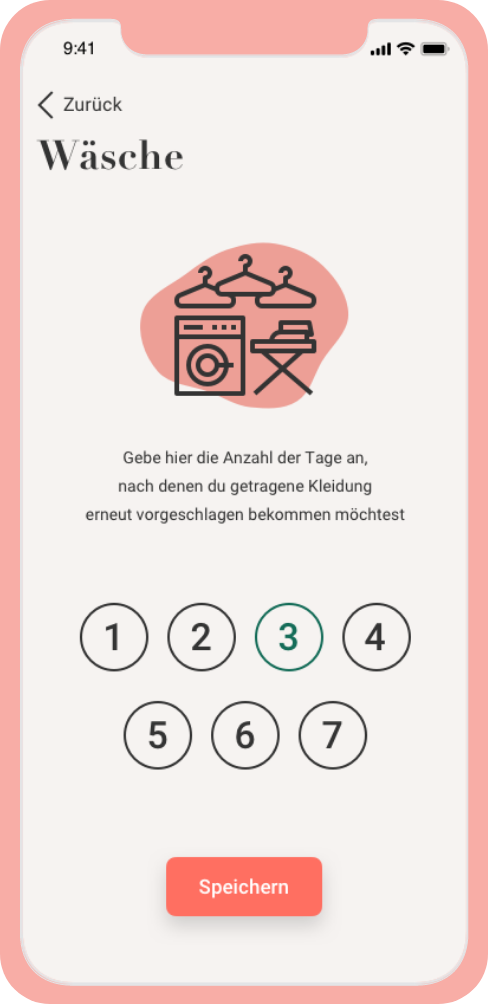 9:41
Zurück
Wäsche
Gebe hier die Anzahl der Tage an,
nach denen du getragene Kleidung
erneut vorgeschlagen bekommen möchtest
1 2 3 4
5 6 7
Speichern